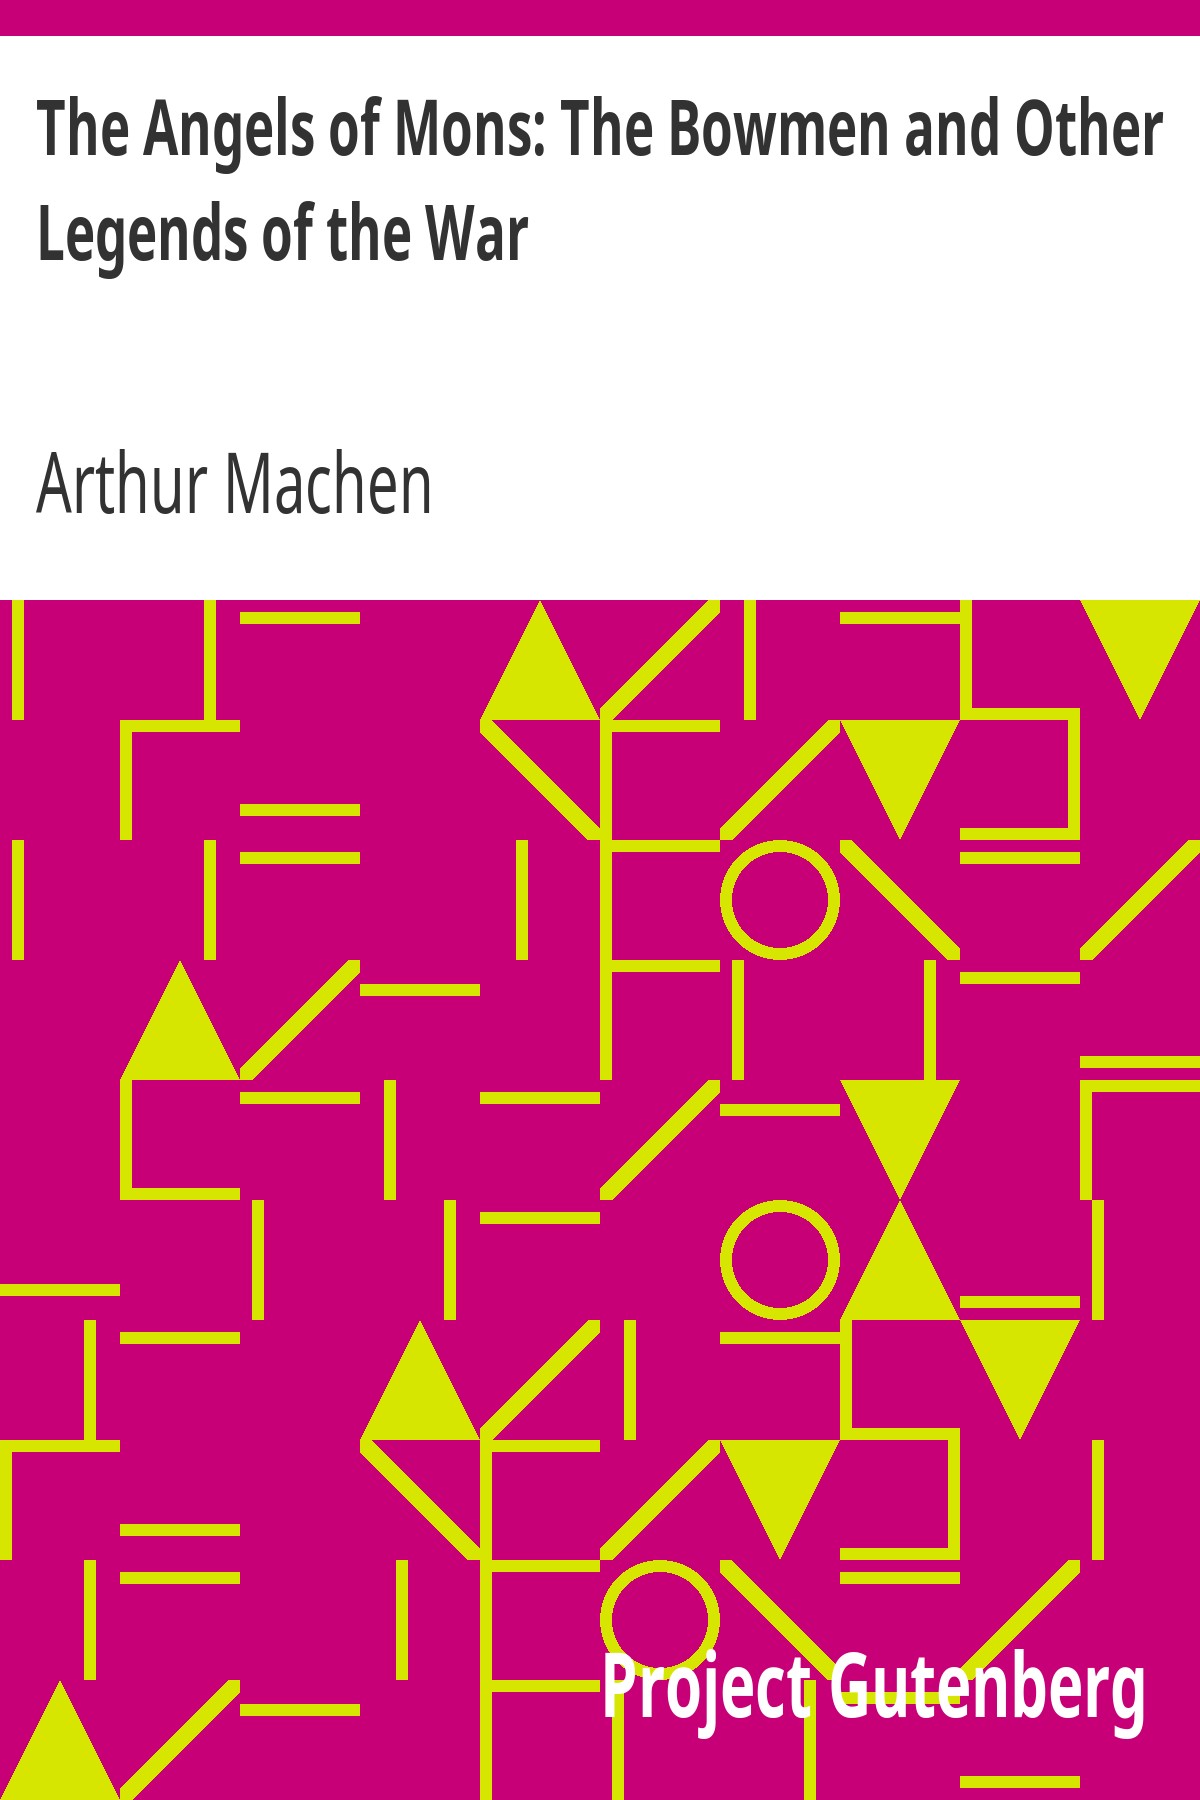 The Angels of Mons: The Bowmen and Other
Legends of the War
Arthur Machen
Project Gutenberg